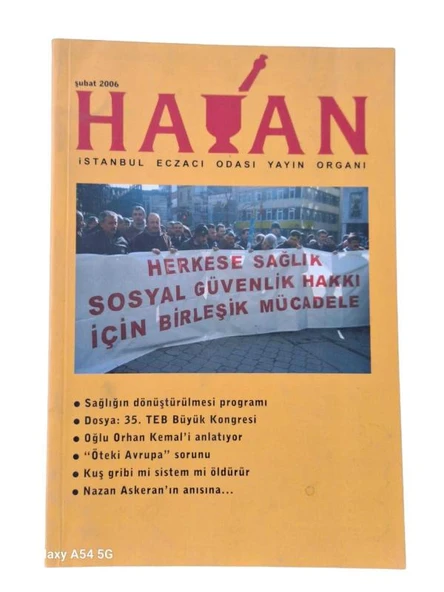 şubat 2006
HAVAN
İSTANBUL ECZACI ODASI YAYIN ORGANI
HERKESE SAĞLIK
SOSYAL GÜVENLİK HAKKI
İÇİN BİRLEŞİK MÜCADELE
• Sağlığın dönüştürülmesi programı
• Dosya: 35. TEB Büyük Kongresi
• Oğlu Orhan Kemal'i anlatıyor
• “Öteki Avrupa” sorunu
• Kuş gribi mi sistem mi öldürür
• Nazan Askeran'ın anısına...
laxy A54 5G